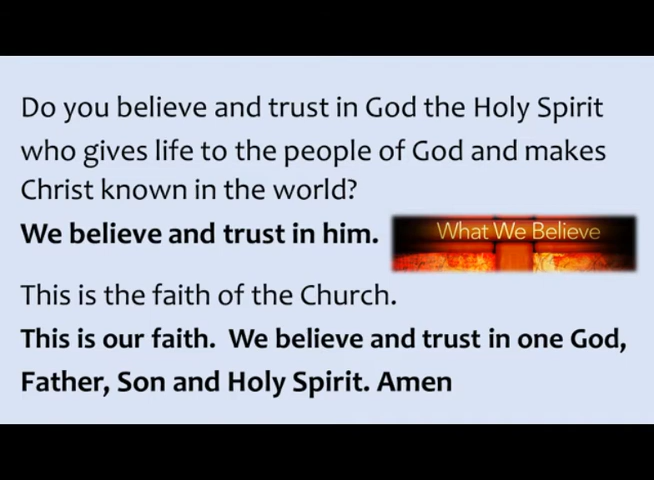 Do you believe and trust in God the Holy Spirit
who gives life to the people of God and makes
Christ known in the world?
We believe and trust in him.
What We Believe
This is the faith of the Church.
This is our faith.  We believe and trust in one God,
Father, Son and Holy Spirit. Amen